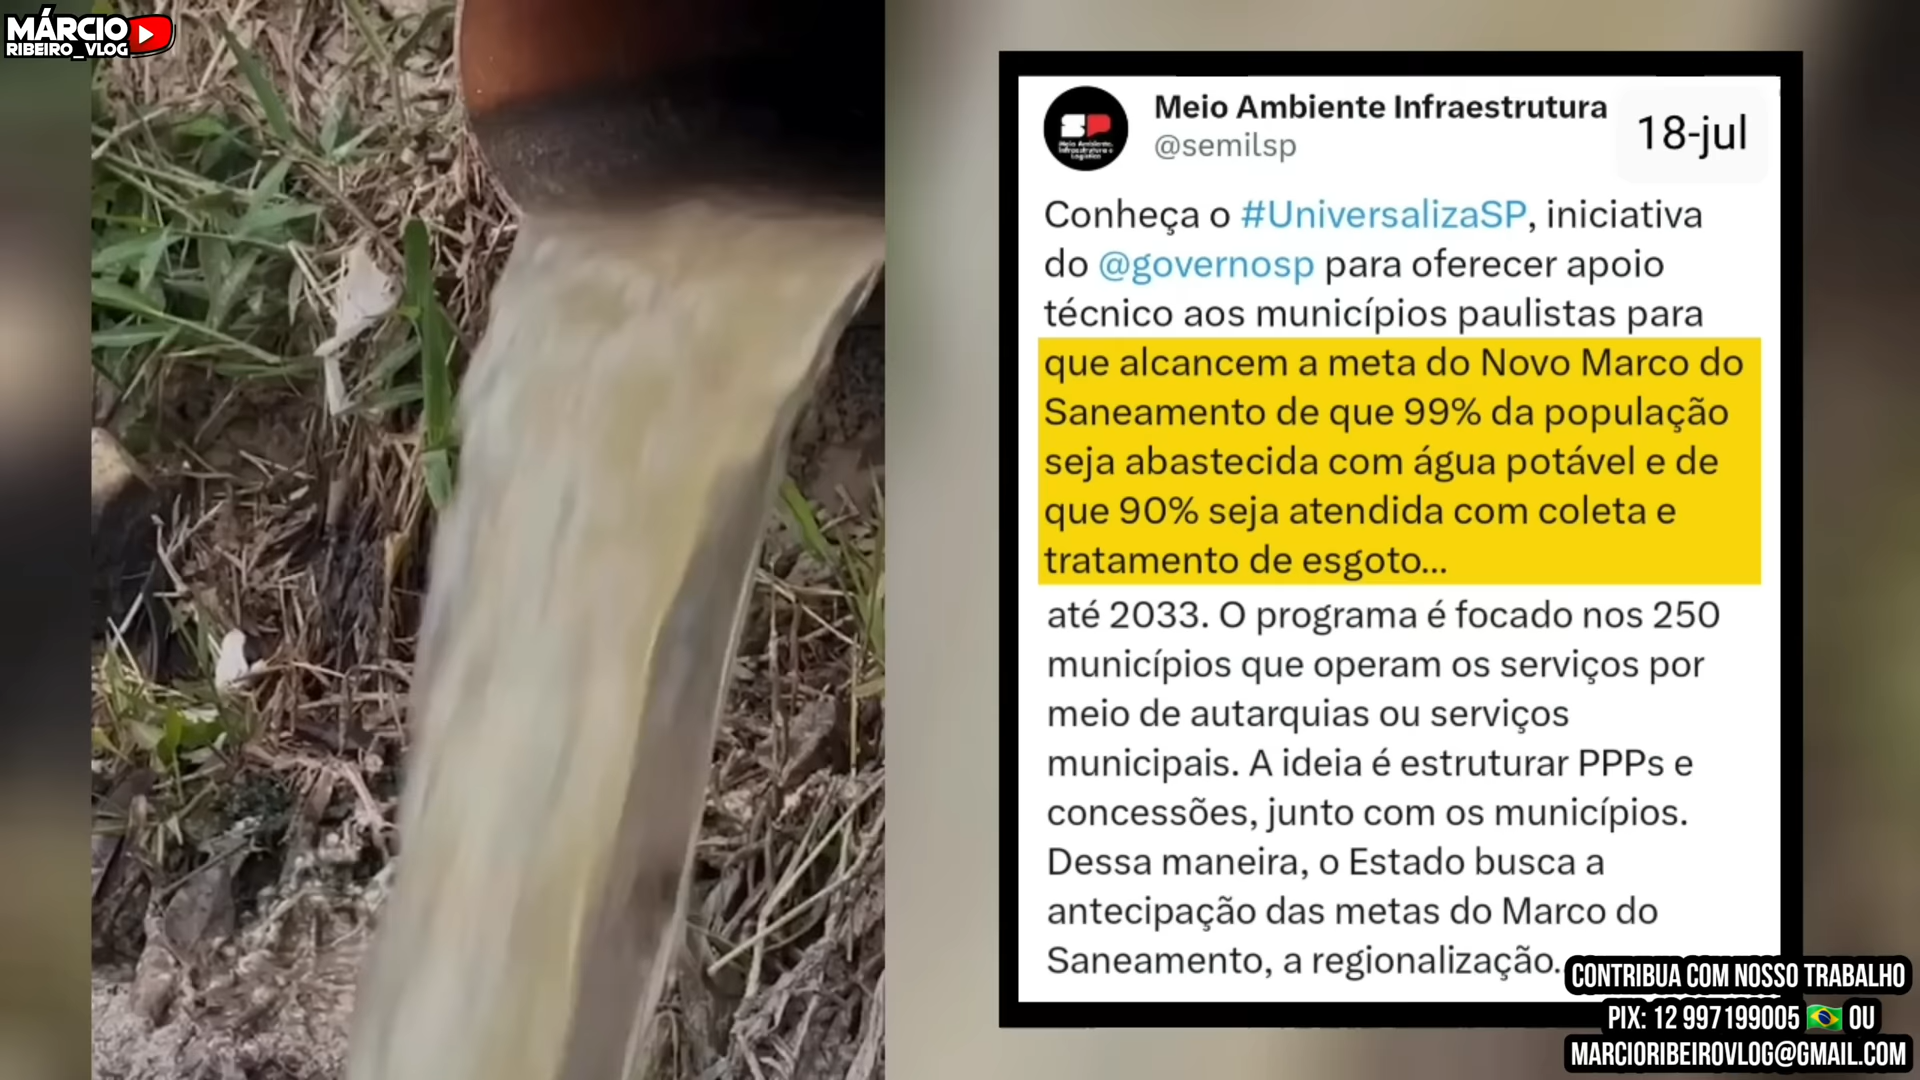 MÁRCIO
RIBEIRO_VLOG
SP
Meio Ambiente,
Infraestrutura e
Logística
Meio Ambiente Infraestrutura
@semilsp
18-jul
Conheça o #UniversalizaSP, iniciativa
do @governosp para oferecer apoio
técnico aos municípios paulistas para
que alcancem a meta do Novo Marco do
Saneamento de que 99% da população
seja abastecida com água potável e de
que 90% seja atendida com coleta e
tratamento de esgoto...
até 2033. O programa é focado nos 250
municípios que operam os serviços por
meio de autarquias ou serviços
municipais. A ideia é estruturar PPPs e
concessões, junto com os municípios.
Dessa maneira, o Estado busca a
antecipação das metas do Marco do
Saneamento, a regionalização.
CONTRIBUA COM NOSSO TRABALHO
PIX: 12 997199005 🇧🇷 OU
MARCIORIBEIROVLOG@GMAIL.COM